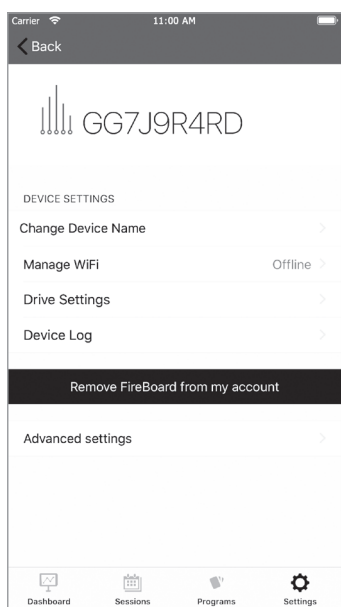 Carrier 11:00 AM
Back
GG7J9R4RD
DEVICE SETTINGS
Change Device Name
Manage WiFi Offline
Drive Settings
Device Log
Remove FireBoard from my account
Advanced settings
Dashboard Sessions Programs Settings